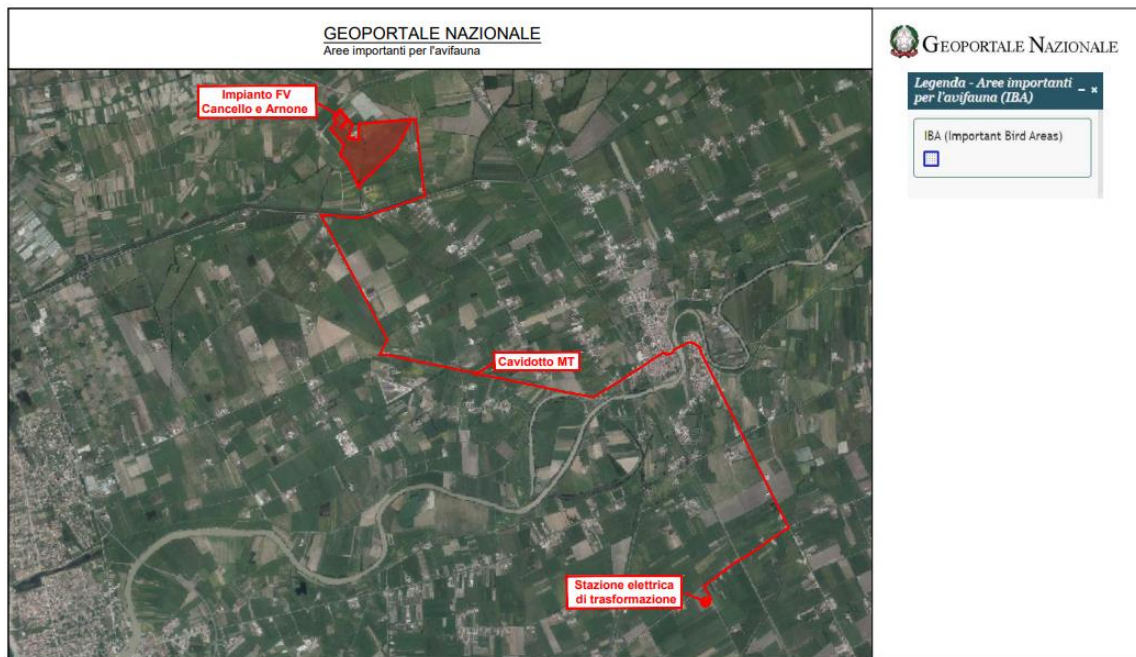 GEOPORTALE NAZIONALE
Aree importanti per l'avifauna
GEOPORTALE NAZIONALE
Legenda - Aree importanti
per l'avifauna (IBA)
IBA (Important Bird Areas)
Impianto FV
Cancello e Arnone
Cavidotto MT
Stazione elettrica
di trasformazione